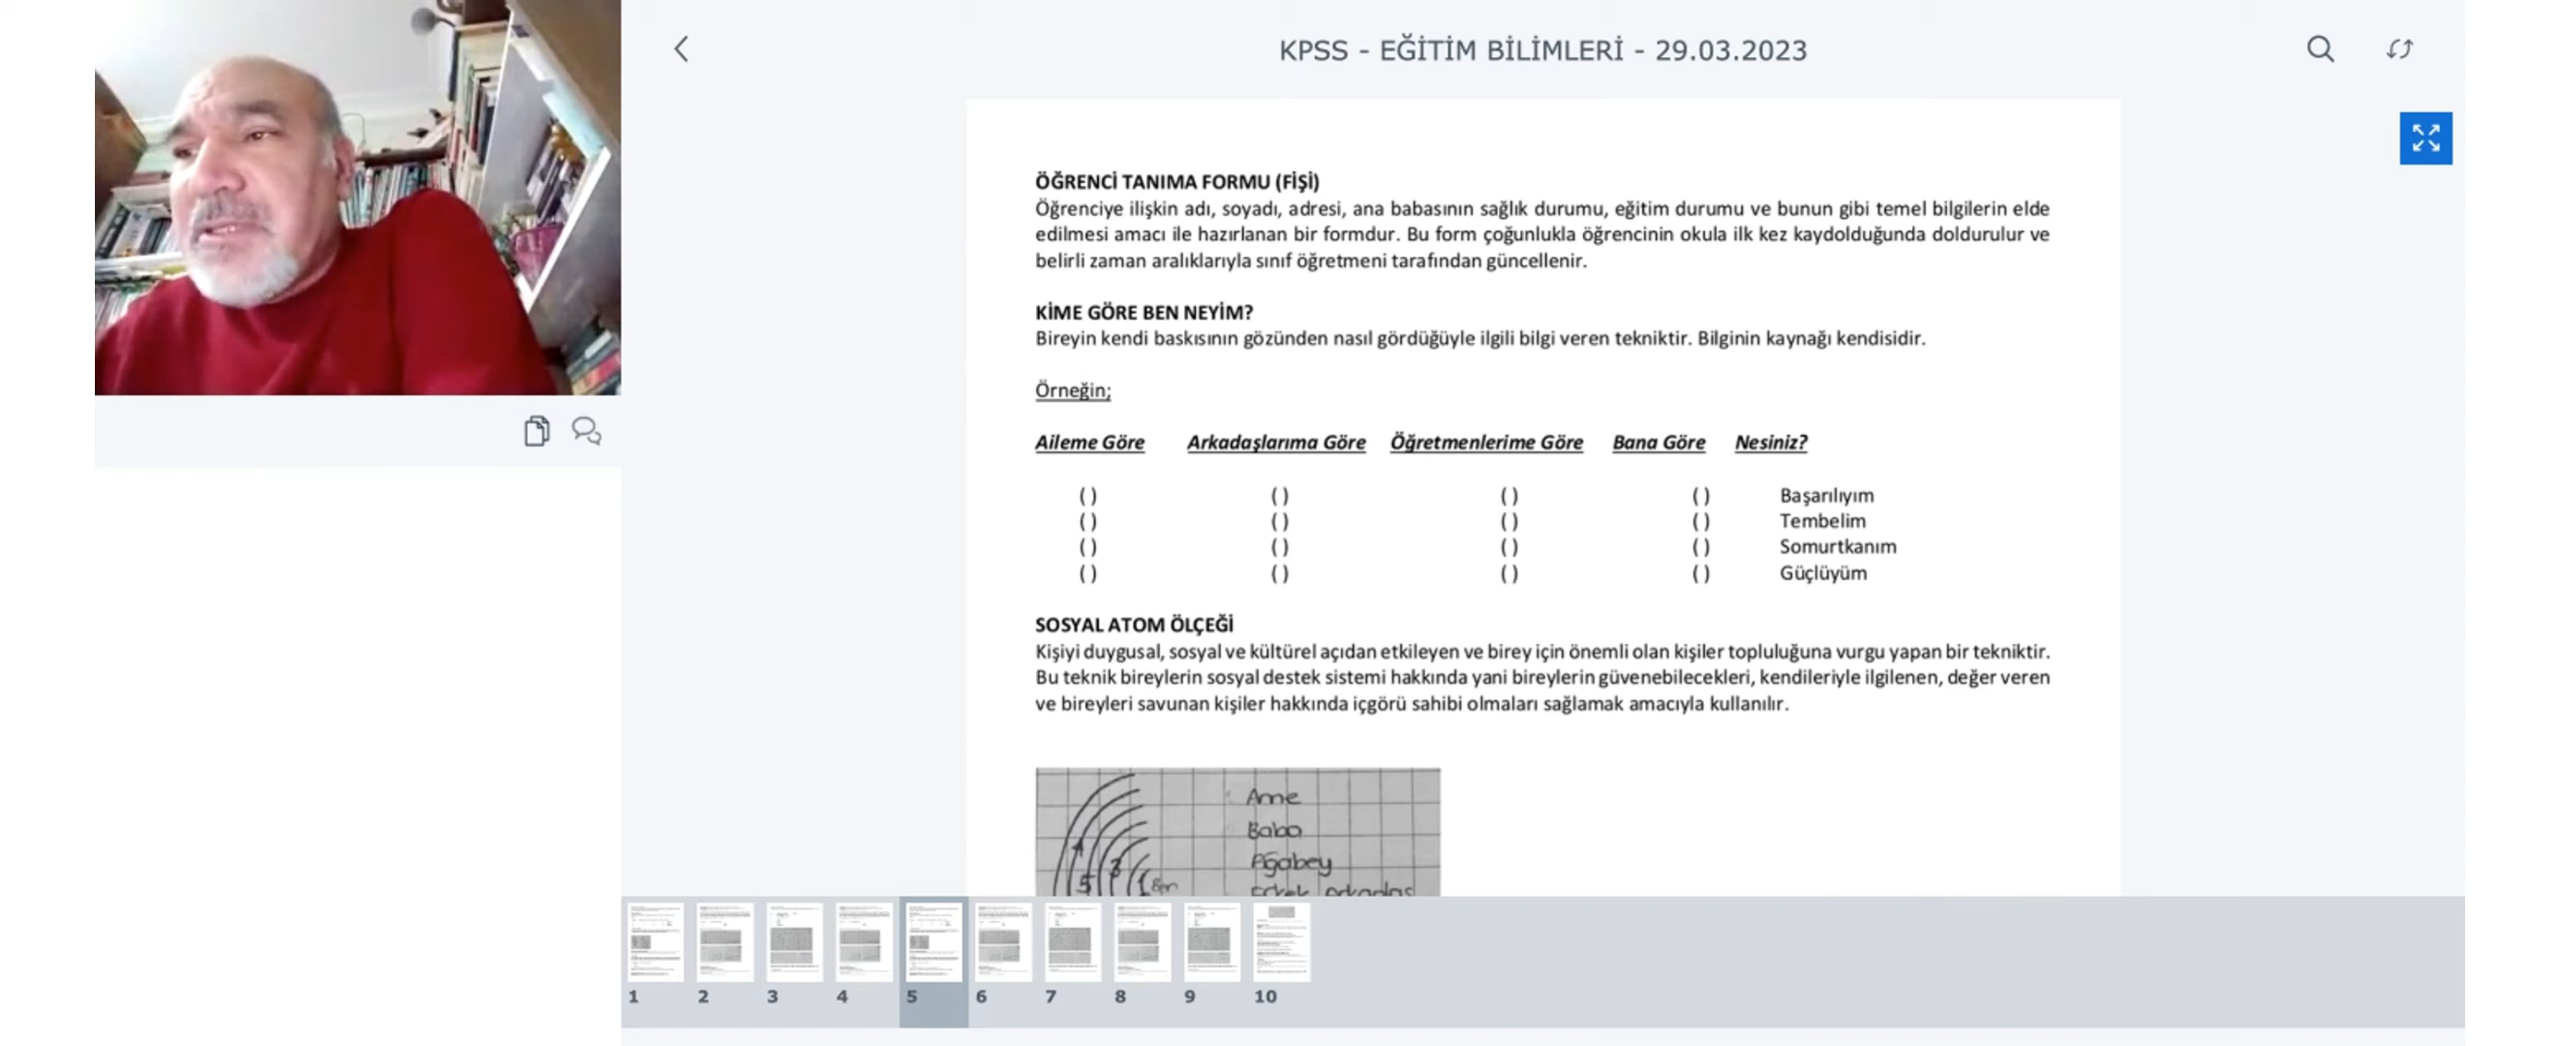 KPSS - EĞİTİM BİLİMLERİ - 29.03.2023
ÖĞRENCİ TANIMA FORMU (FİŞİ)
Öğrenciye ilişkin adı, soyadı, adresi, ana babasının sağlık durumu, eğitim durumu ve bunun gibi temel bilgilerin elde
edilmesi amacı ile hazırlanan bir formdur. Bu form çoğunlukla öğrencinin okula ilk kez kaydolduğunda doldurulur ve
belirli zaman aralıklarıyla sınıf öğretmeni tarafından güncellenir.
KİME GÖRE BEN NEYİM?
Bireyin kendi baskısının gözünden nasıl gördüğüyle ilgili bilgi veren tekniktir. Bilginin kaynağı kendisidir.
Örneğin;
Aileme Göre Arkadaşlarıma Göre Öğretmenlerime Göre Bana Göre Nesiniz?
( ) ( ) ( ) ( ) Başarılıyım
( ) ( ) ( ) ( ) Tembelim
( ) ( ) ( ) ( ) Somurtkanım
( ) ( ) ( ) ( ) Güçlüyüm
SOSYAL ATOM ÖLÇEĞİ
Kişiyi duygusal, sosyal ve kültürel açıdan etkileyen ve birey için önemli olan kişiler topluluğuna vurgu yapan bir tekniktir.
Bu teknik bireylerin sosyal destek sistemi hakkında yani bireylerin güvenebilecekleri, kendileriyle ilgilenen, değer veren
ve bireyleri savunan kişiler hakkında içgörü sahibi olmaları sağlamak amacıyla kullanılır.
Anne
Baba
Ağabey
4 5 3 1 Ben
1 2 3 4 5 6 7 8 9 10